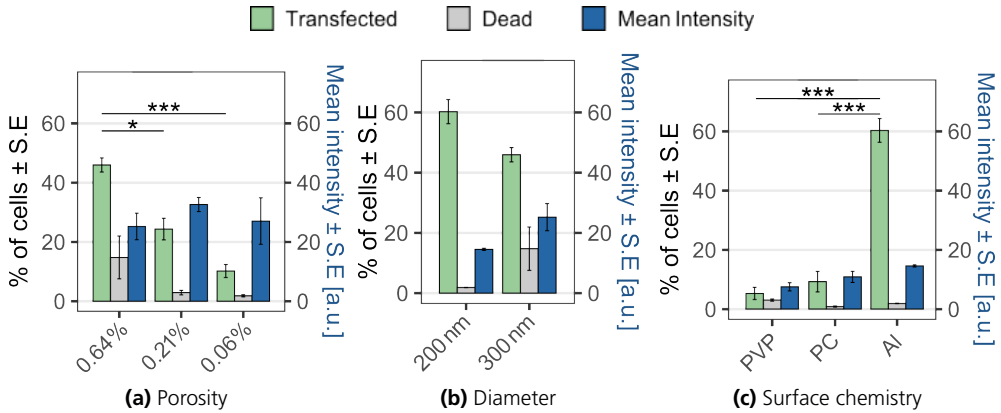 Transfected Dead Mean Intensity
% of cells ± S.E
60
40
20
0
***
*
60
40
20
0
Mean intensity ± S.E [a.u.]
0.64% 0.21% 0.06%
(a) Porosity
% of cells ± S.E
60
40
20
0
60
40
20
0
Mean intensity ± S.E [a.u.]
200 nm 300 nm
(b) Diameter
% of cells ± S.E
60
40
20
0
***
***
60
40
20
0
Mean intensity ± S.E [a.u.]
PVP PC Al
(c) Surface chemistry